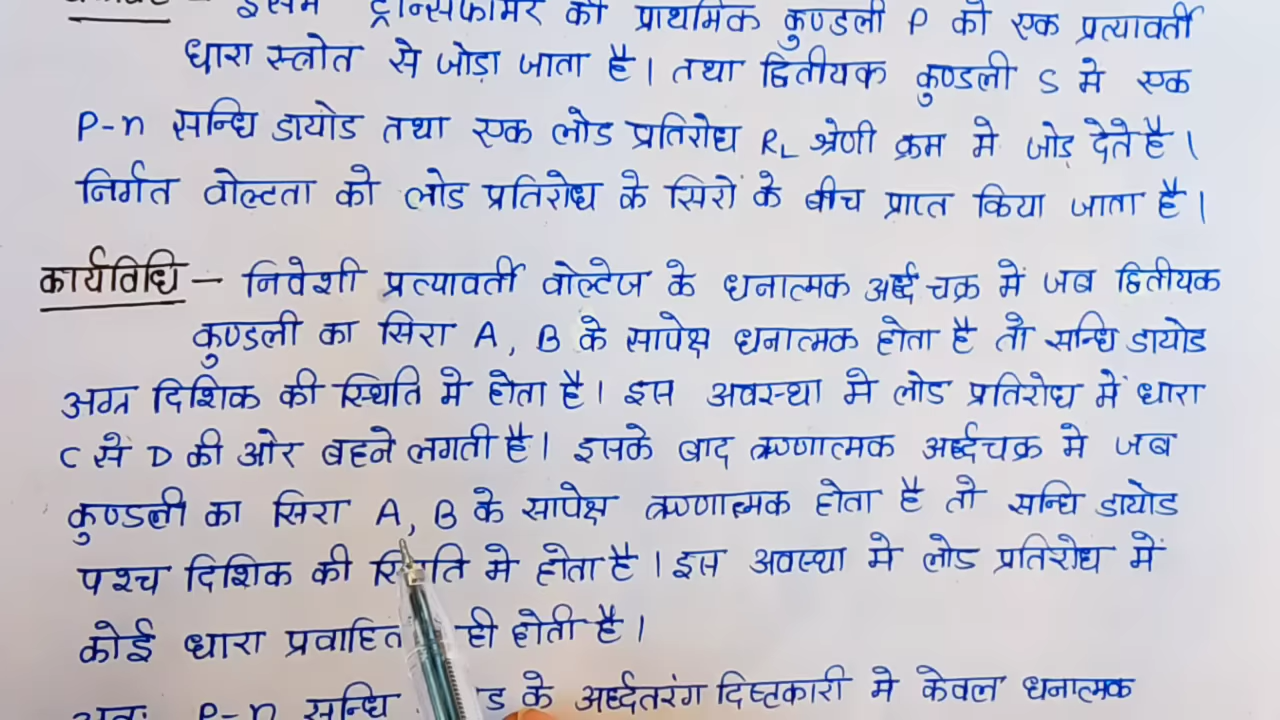 इसमें ट्रान्सफार्मर की प्राथमिक कुण्डली P को एक प्रत्यावर्ती
धारा स्त्रोत से जोड़ा जाता है। तथा द्वितीयक कुण्डली S मे एक
P-n सन्धि डायोड तथा एक लोड प्रतिरोध RL श्रेणी क्रम मे जोड़ देते है।
निर्गत वोल्टता को लोड प्रतिरोध के सिरों के बीच प्राप्त किया जाता है।
कार्यविधि – निवेशी प्रत्यावर्ती वोल्टेज के धनात्मक अर्द्ध चक्र में जब द्वितीयक
कुण्डली का सिरा A, B के सापेक्ष धनात्मक होता है तो सन्धि डायोड
अग्र दिशिक की स्थिति मे होता है। इस अवस्था मे लोड प्रतिरोध में धारा
C सें D की ओर बहने लगती है। इसके बाद ऋणात्मक अर्द्धचक्र मे जब
कुण्डली का सिरा A, B के सापेक्ष ऋणात्मक होता है तो सन्धि डायोड
पश्च दिशिक की मे होता है। इस अवस्था मे लोड प्रतिरोध में
कोई धारा प्रवाहित ही होती है।
अतः P-n सन्धि ड के अर्द्धतरंग दिष्टकारी मे केवल धनात्मक